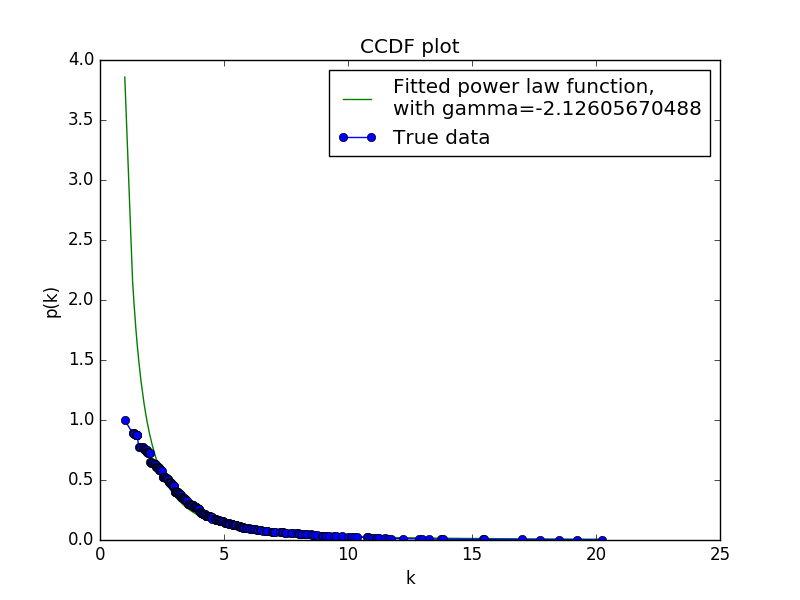 CCDF plot
Fitted power law function,
with gamma=-2.12605670488
True data
4.0
3.5
3.0
2.5
2.0
1.5
1.0
0.5
0.0
p(k)
0 5 10 15 20 25
k